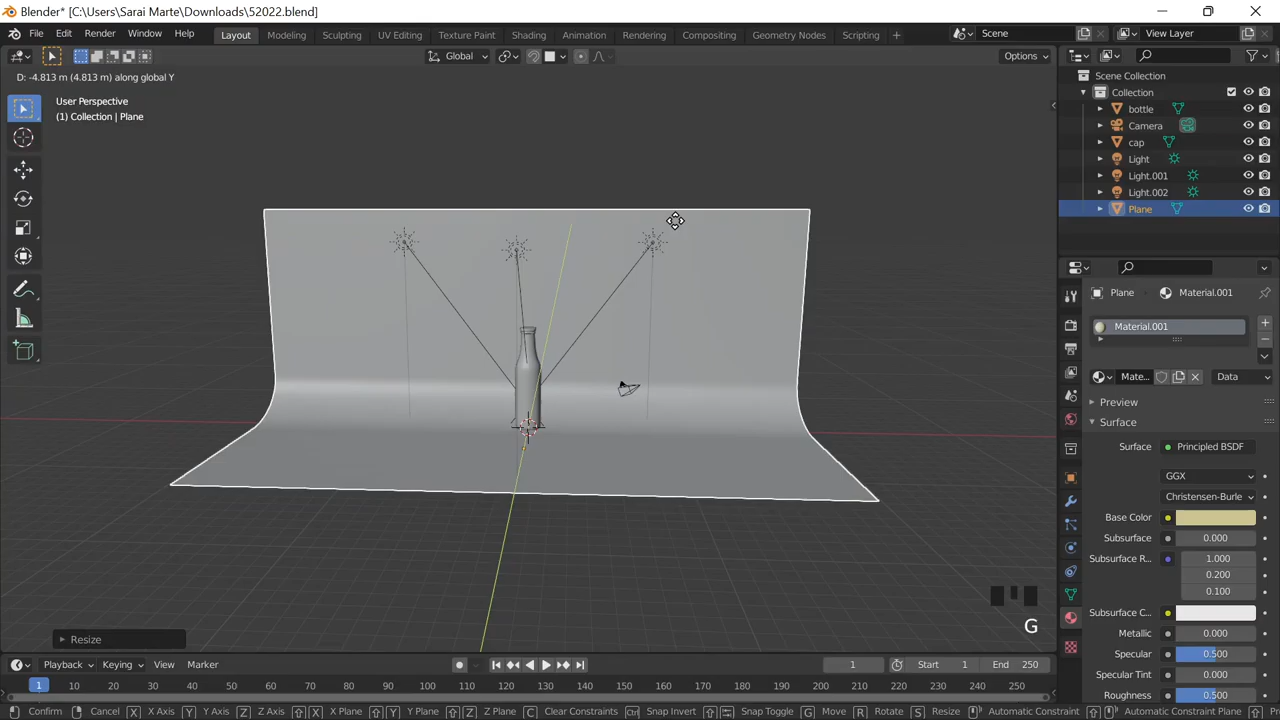 Blender* [C:\Users\Sarai Marte\Downloads\52022.blend]
File Edit Render Window Help Layout Modeling Sculpting UV Editing Texture Paint Shading Animation Rendering Compositing Geometry Nodes Scripting + Scene View Layer
Global Options
D: -4.813 m (4.813 m) along global Y
User Perspective
(1) Collection | Plane
Scene Collection
Collection
bottle
Camera
cap
Light
Light.001
Light.002
Plane
Plane Material.001
Material.001
Mate... Data
Preview
Surface
Surface Principled BSDF
GGX
Christensen-Burle
Base Color
Subsurface 0.000
Subsurface R... 1.000
0.200
0.100
Subsurface C...
Metallic 0.000
Specular 0.500
Specular Tint 0.000
Roughness 0.500
G
Resize
Playback Keying View Marker 1 Start 1 End 250
1 10 20 30 40 50 60 70 80 90 100 110 120 130 140 150 160 170 180 190 200 210 220 230 240 250
Confirm Cancel X X Axis Y Y Axis Z Z Axis X X Plane Y Y Plane Z Z Plane C Clear Constraints Ctrl Snap Invert Snap Toggle G Move R Rotate S Resize Automatic Constraint Automatic Constraint Plane